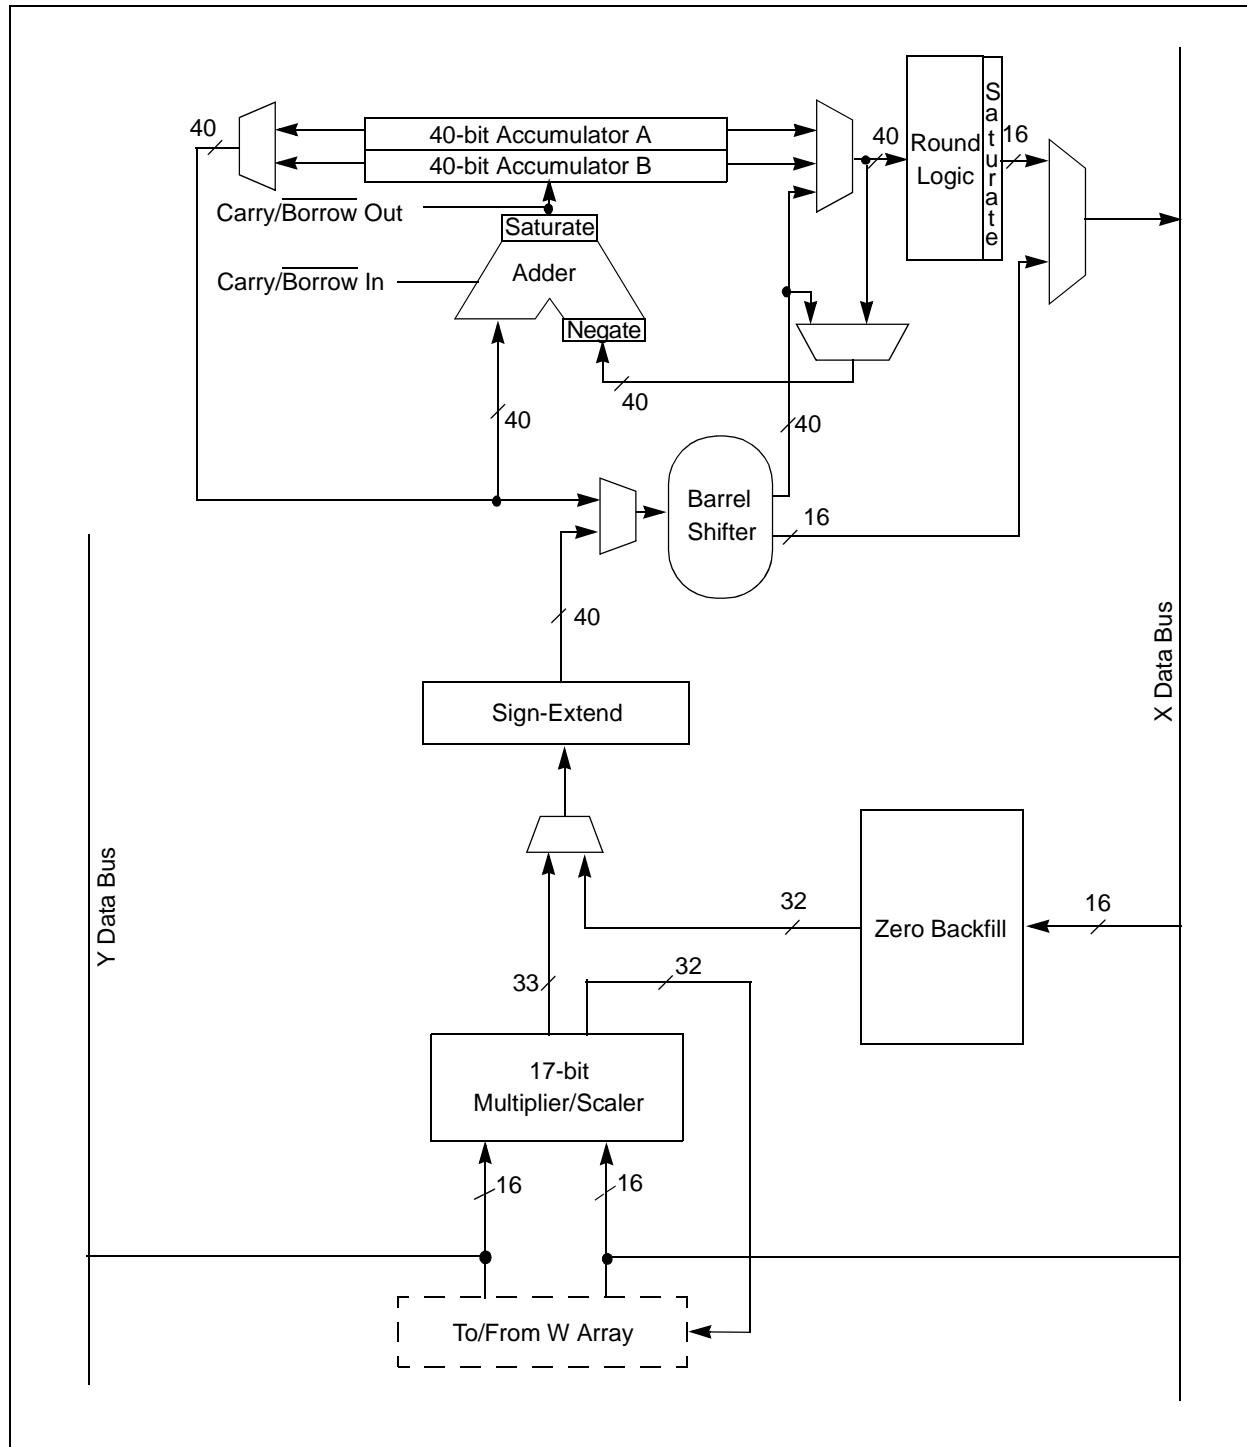 40
40-bit Accumulator A
40-bit Accumulator B
40
Round
Logic
Saturate
16
Carry/Borrow Out
Saturate
Carry/Borrow In
Adder
Negate
40
40
40
Barrel
Shifter
16
40
Sign-Extend
X Data Bus
Y Data Bus
32
Zero Backfill
16
33
32
17-bit
Multiplier/Scaler
16
16
To/From W Array